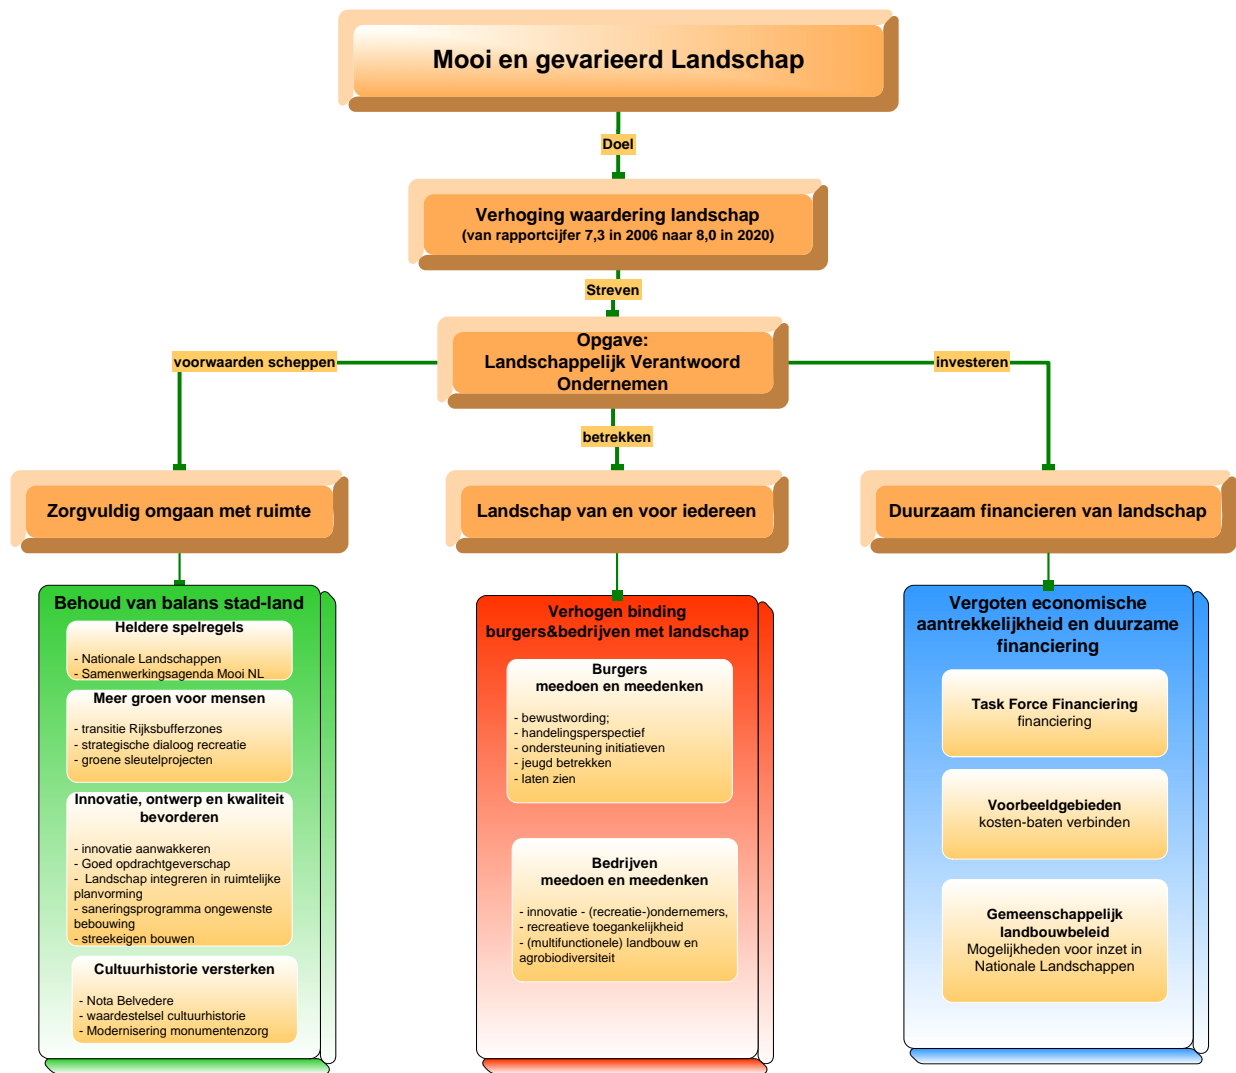 Mooi en gevarieerd Landschap
Doel
Verhoging waardering landschap
(van rapportcijfer 7,3 in 2006 naar 8,0 in 2020)
Streven
Opgave:
Landschappelijk Verantwoord
Ondernemen
voorwaarden scheppen
investeren
betrekken
Zorgvuldig omgaan met ruimte
Landschap van en voor iedereen
Duurzaam financieren van landschap
Behoud van balans stad-land
Heldere spelregels
- Nationale Landschappen
- Samenwerkingsagenda Mooi NL
Meer groen voor mensen
- transitie Rijksbufferzones
- strategische dialoog recreatie
- groene sleutelprojecten
Innovatie, ontwerp en kwaliteit
bevorderen
- innovatie aanwakkeren
- Goed opdrachtgeverschap
- Landschap integreren in ruimtelijke
planvorming
- saneringsprogramma ongewenste
bebouwing
- streekeigen bouwen
Cultuurhistorie versterken
- Nota Belvedere
- waardestelsel cultuurhistorie
- Modernisering monumentenzorg
Verhogen binding
burgers&bedrijven met landschap
Burgers
meedoen en meedenken
- bewustwording;
- handelingsperspectief
- ondersteuning initiatieven
- jeugd betrekken
- laten zien
Bedrijven
meedoen en meedenken
- innovatie - (recreatie-)ondernemers,
- recreatieve toegankelijkheid
- (multifunctionele) landbouw en
agrobiodiversiteit
Vergoten economische
aantrekkelijkheid en duurzame
financiering
Task Force Financiering
financiering
Voorbeeldgebieden
kosten-baten verbinden
Gemeenschappelijk
landbouwbeleid
Mogelijkheden voor inzet in
Nationale Landschappen